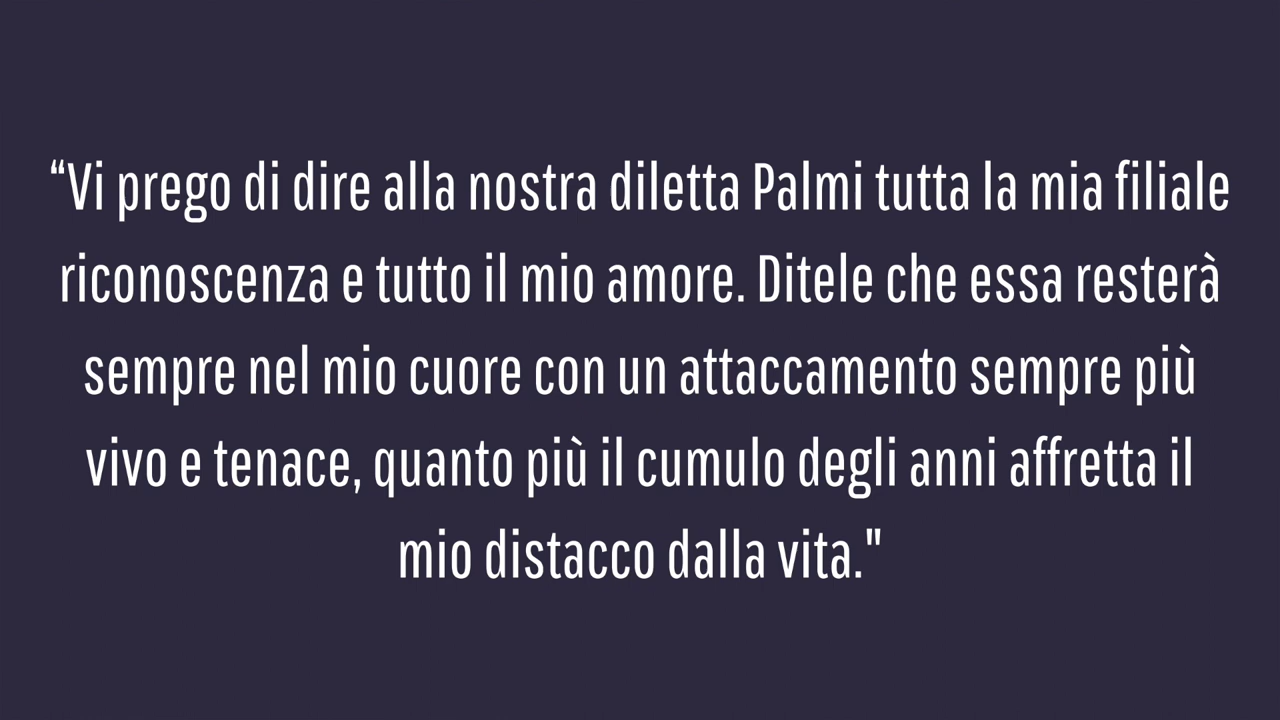 “Vi prego di dire alla nostra diletta Palmi tutta la mia filiale
riconoscenza e tutto il mio amore. Ditele che essa resterà
sempre nel mio cuore con un attaccamento sempre più
vivo e tenace, quanto più il cumulo degli anni affretta il
mio distacco dalla vita."